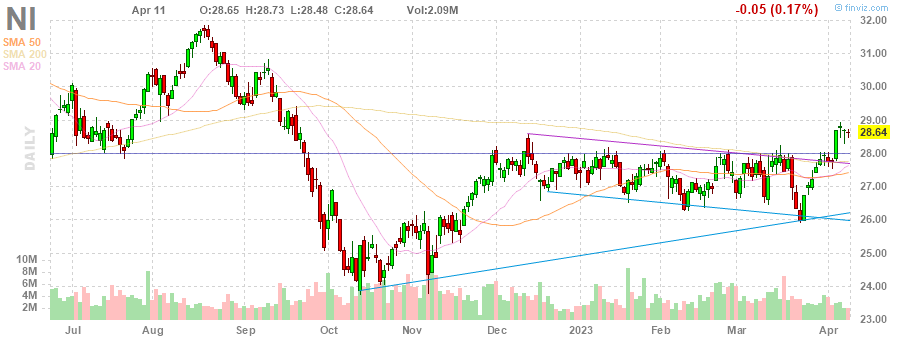 NI Apr 11 O:28.65 H:28.73 L:28.48 C:28.64 Vol:2.09M -0.05 (0.17%) © finviz.com
SMA 50
SMA 200
SMA 20
DAILY
32.00
31.00
30.00
29.00
28.64
28.00
27.00
26.00
25.00
24.00
23.00
10M
8M
6M
4M
2M
Jul Aug Sep Oct Nov Dec 2023 Feb Mar Apr